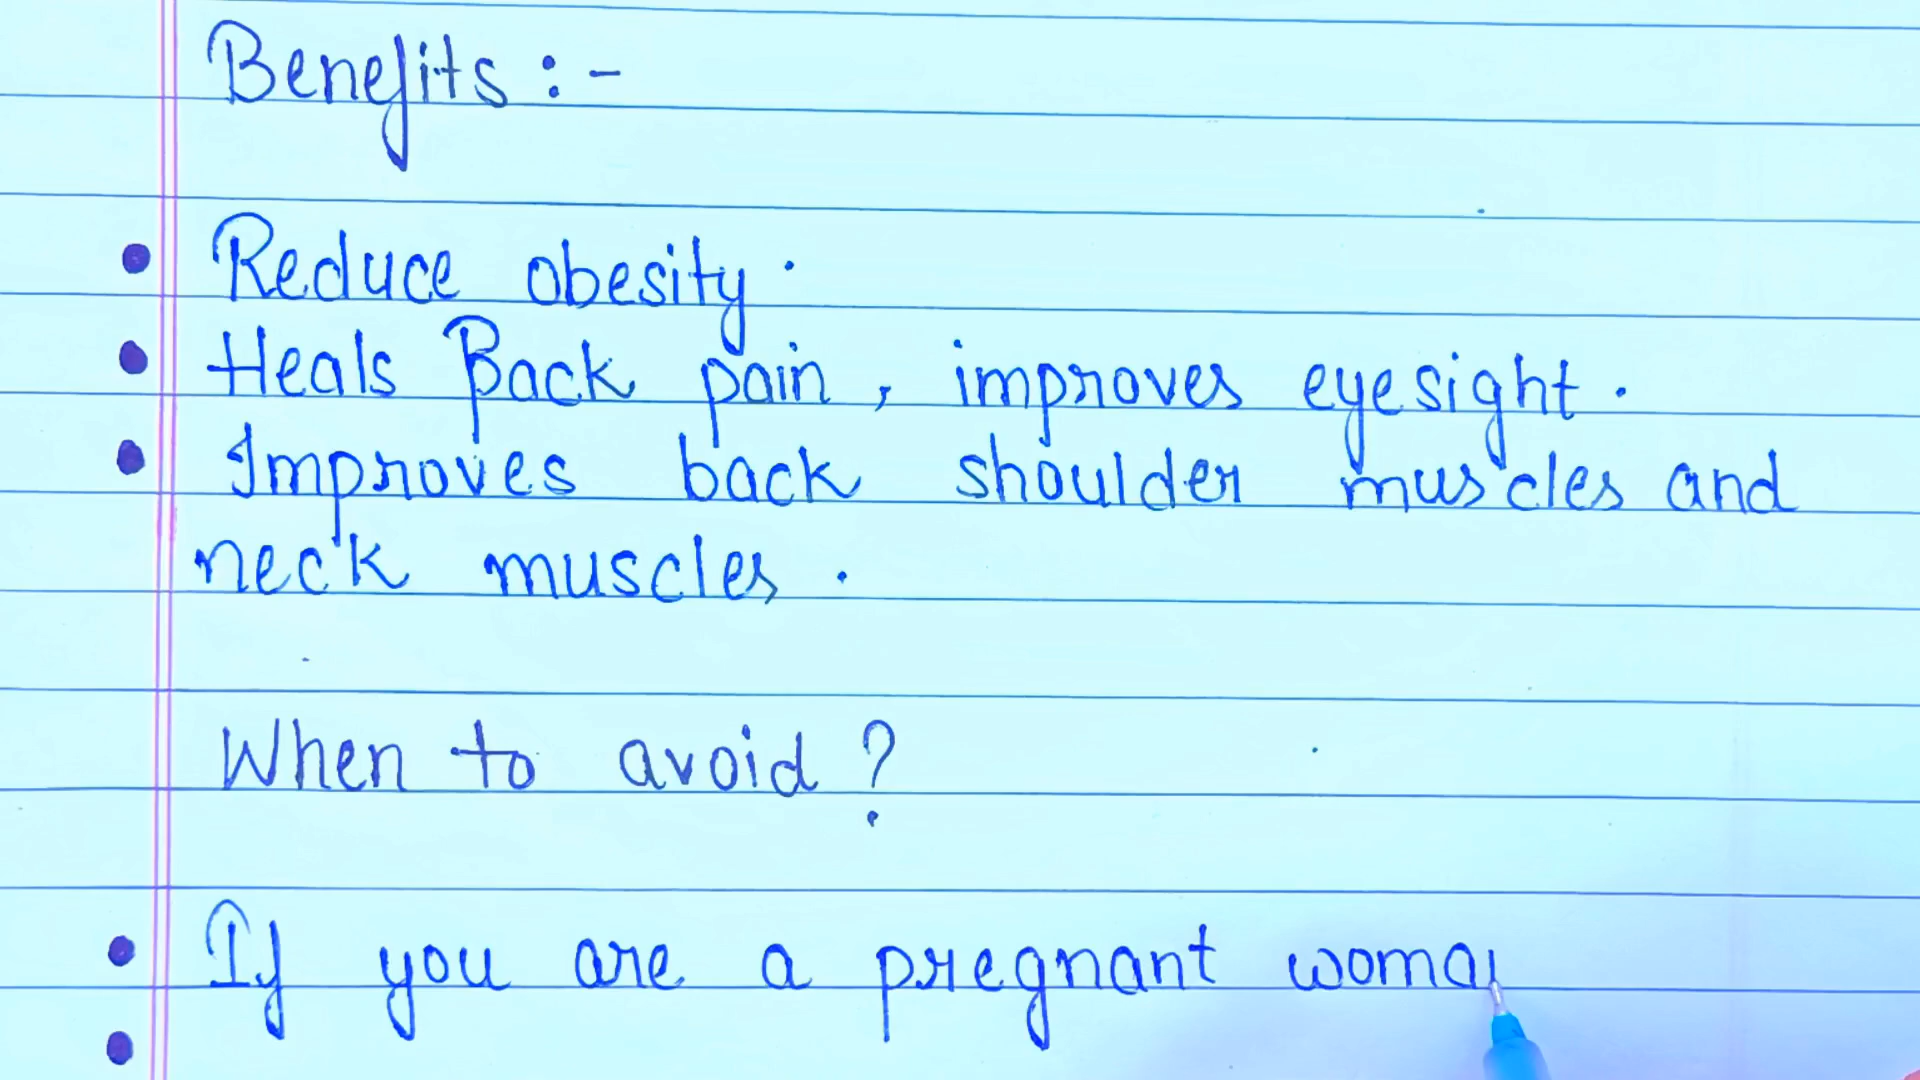 Benefits :-
• Reduce obesity.
• Heals Back pain, improves eyesight.
• Improves back shoulder muscles and
neck muscles.
When to avoid?
• If you are a pregnant woma
•